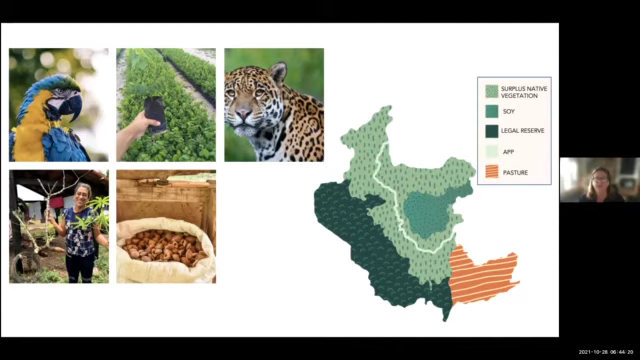 SURPLUS NATIVE
VEGETATION
SOY
LEGAL RESERVE
APP
PASTURE
2021-10-28 06:44:20